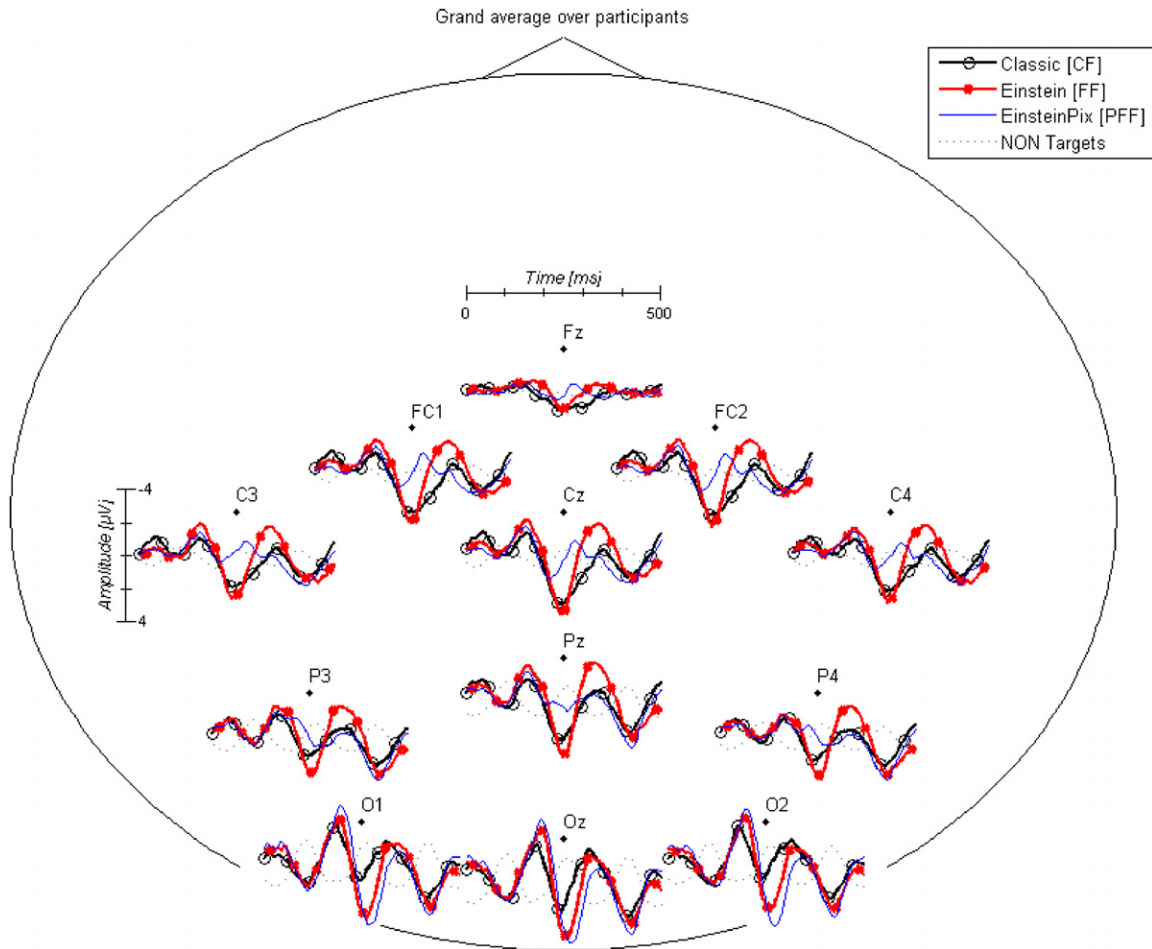 Grand average over participants
Classic [CF]
Einstein [FF]
EinsteinPix [PFF]
NON Targets
Time [ms]
0 500
Fz
FC1 FC2
-4
Amplitude [µV]
4
C3 Cz C4
Pz
P3 P4
O1 Oz O2